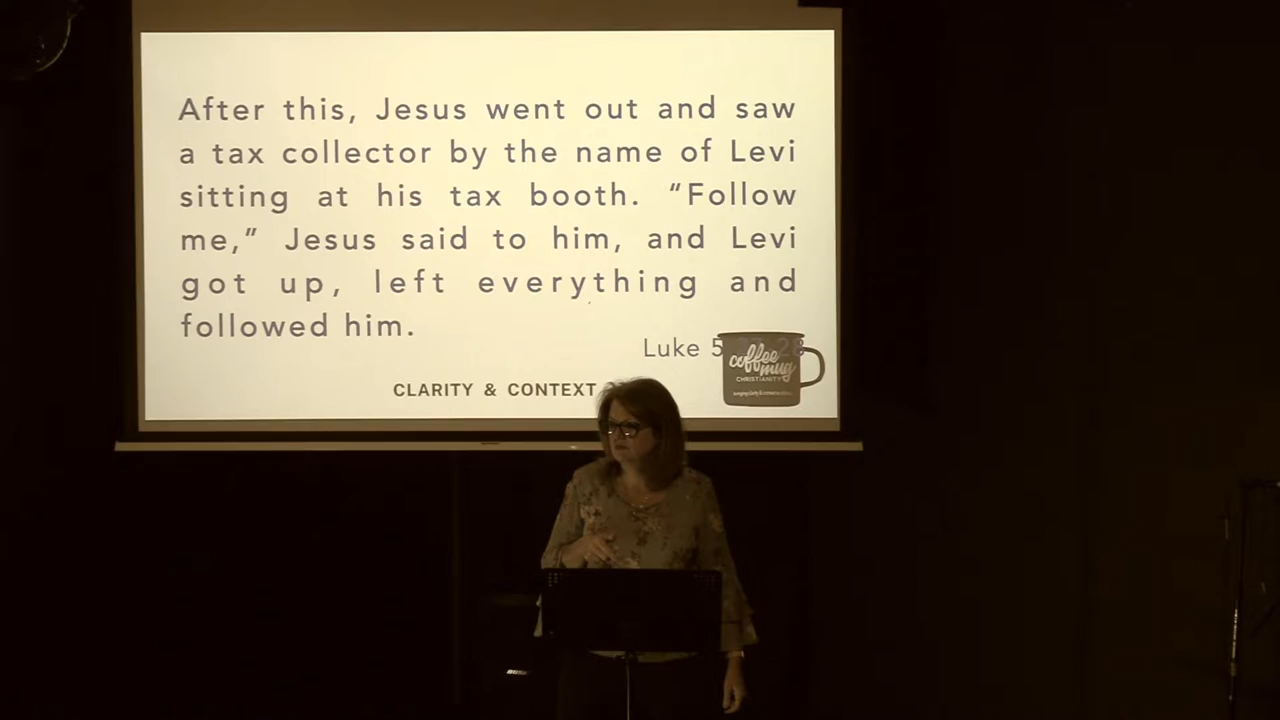 After this, Jesus went out and saw
a tax collector by the name of Levi
sitting at his tax booth. “Follow
me,” Jesus said to him, and Levi
got up, left everything and
followed him.
Luke 5:27, 28
coffee
mug
CHRISTIANITY
CLARITY & CONTEXT